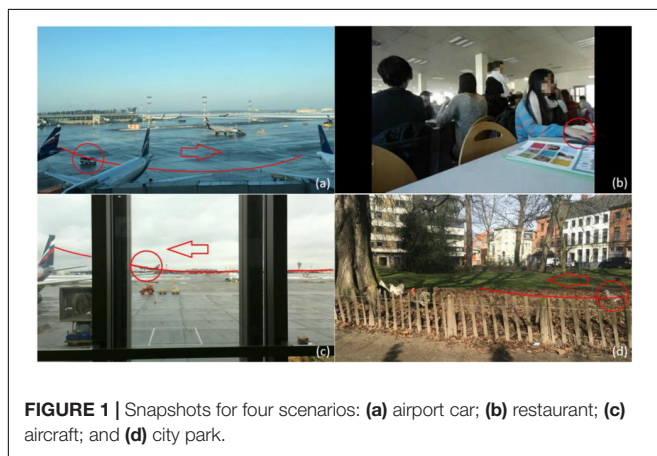 (a)
(b)
(c)
(d)
FIGURE 1 | Snapshots for four scenarios: (a) airport car; (b) restaurant; (c)
aircraft; and (d) city park.